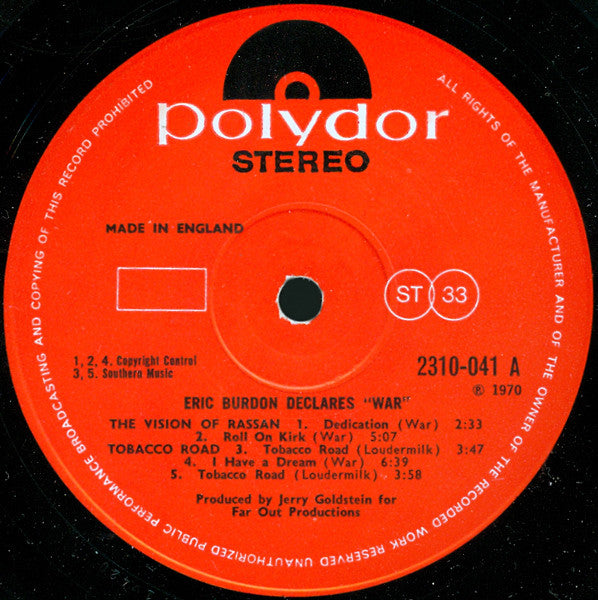 polydor
STEREO
MADE IN ENGLAND
ST 33
1, 2, 4. Copyright Control
3, 5. Southern Music
2310-041 A
℗ 1970
ERIC BURDON DECLARES "WAR"
THE VISION OF RASSAN 1. Dedication (War) 2:33
2. Roll On Kirk (War) 5:07
TOBACCO ROAD 3. Tobacco Road (Loudermilk) 3:47
4. I Have a Dream (War) 6:39
5. Tobacco Road (Loudermilk) 3:58
Produced by Jerry Goldstein for
Far Out Productions
ALL RIGHTS OF THE MANUFACTURER AND OF THE OWNER OF THE RECORDED WORK RESERVED UNAUTHORIZED PUBLIC PERFORMANCE BROADCASTING AND COPYING OF THIS RECORD PROHIBITED